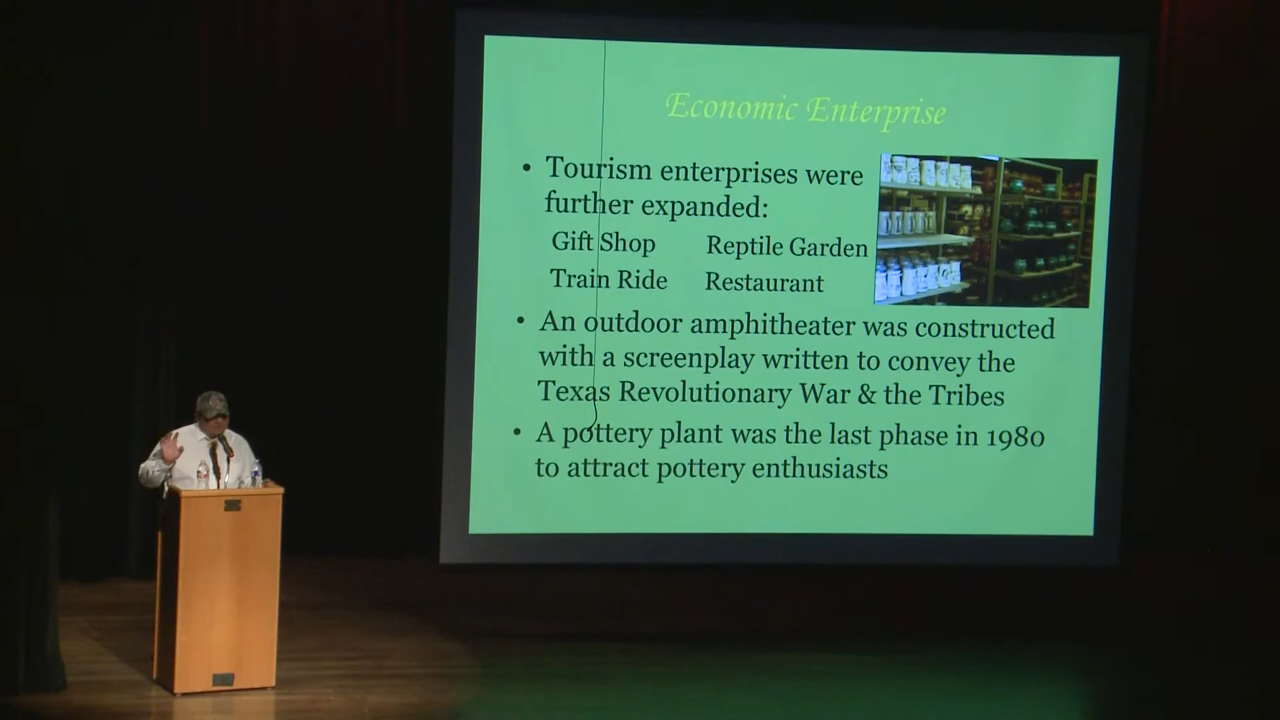 Economic Enterprise
• Tourism enterprises were
further expanded:
Gift Shop Reptile Garden
Train Ride Restaurant
• An outdoor amphitheater was constructed
with a screenplay written to convey the
Texas Revolutionary War & the Tribes
• A pottery plant was the last phase in 1980
to attract pottery enthusiasts